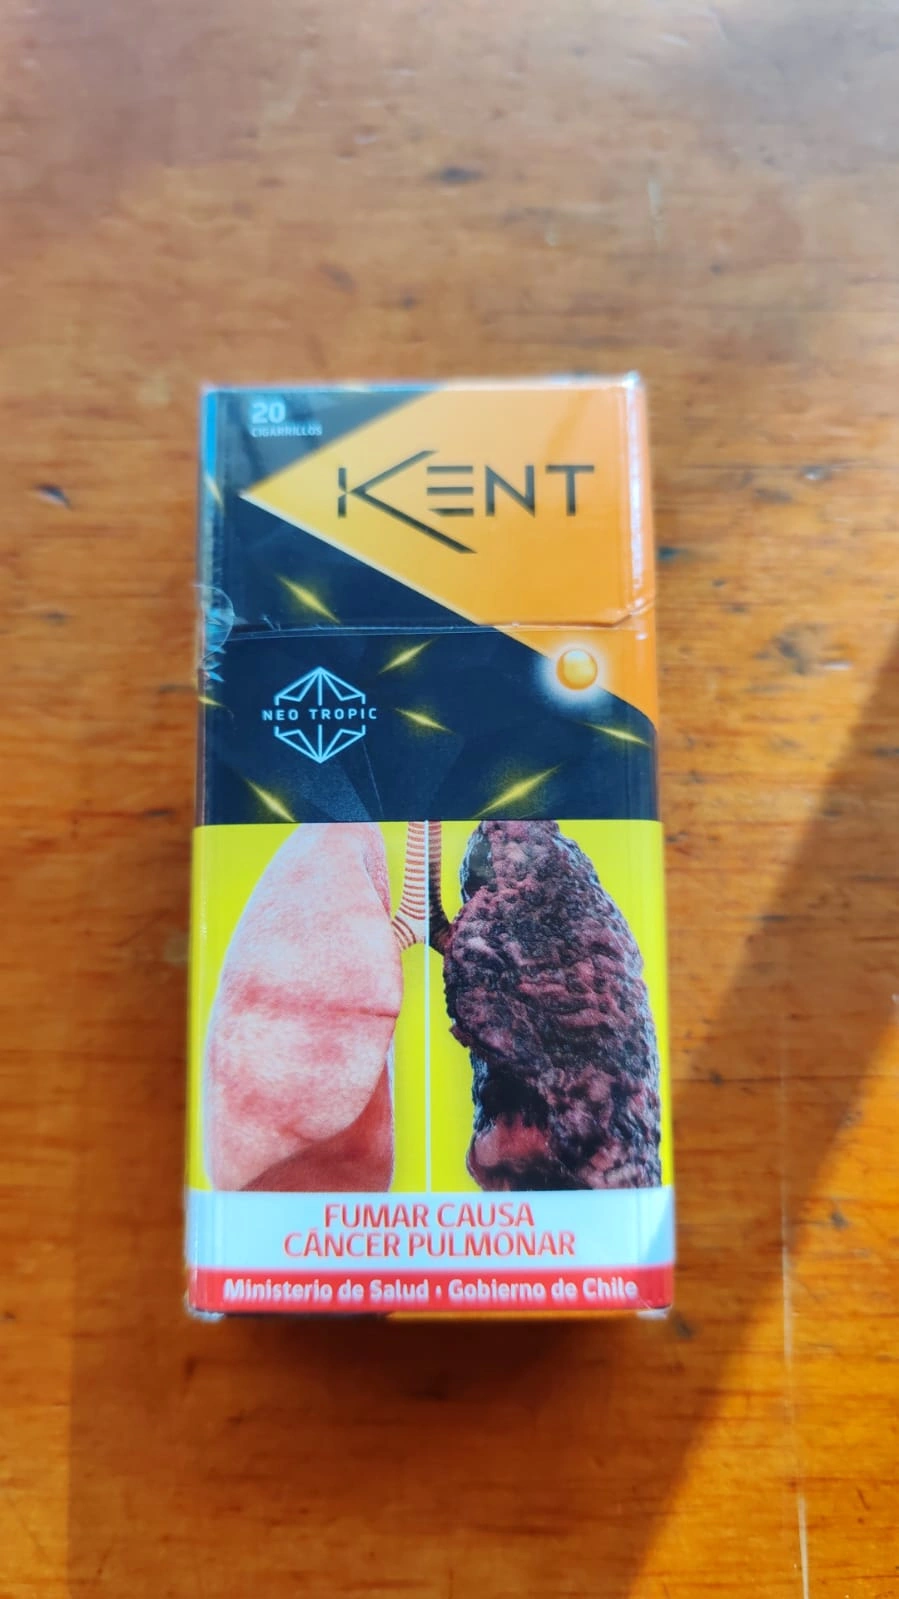 20
CIGARRILLOS
KENT
NEO TROPIC
FUMAR CAUSA
CÁNCER PULMONAR
Ministerio de Salud · Gobierno de Chile